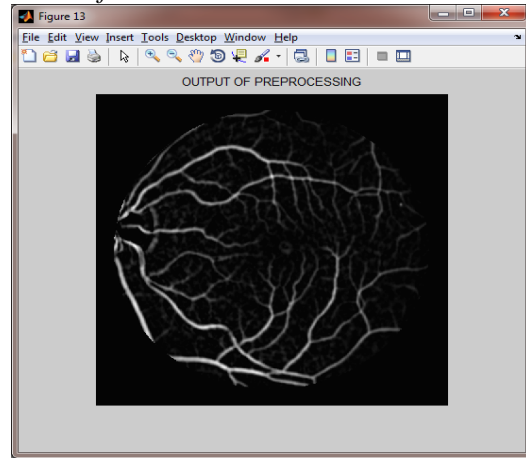 Figure 13
File Edit View Insert Tools Desktop Window Help
OUTPUT OF PREPROCESSING